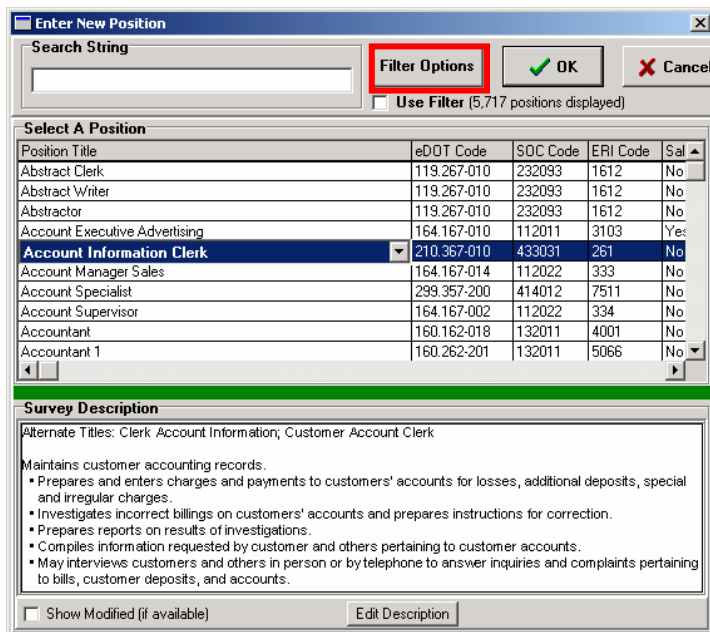 Enter New Position
Search String
Filter Options
OK
Cancel
Use Filter (5,717 positions displayed)
Select A Position
Position Title eDOT Code SOC Code ERI Code Sal
Abstract Clerk 119.267-010 232093 1612 No
Abstract Writer 119.267-010 232093 1612 No
Abstractor 119.267-010 232093 1612 No
Account Executive Advertising 164.167-010 112011 3103 Yes
Account Information Clerk 210.367-010 433031 261 No
Account Manager Sales 164.167-014 112022 333 No
Account Specialist 299.357-200 414012 7511 No
Account Supervisor 164.167-002 112022 334 No
Accountant 160.162-018 132011 4001 No
Accountant 1 160.262-201 132011 5066 No
Survey Description
Alternate Titles: Clerk Account Information; Customer Account Clerk
Maintains customer accounting records.
▪ Prepares and enters charges and payments to customers' accounts for losses, additional deposits, special
and irregular charges.
▪ Investigates incorrect billings on customers' accounts and prepares instructions for correction.
▪ Prepares reports on results of investigations.
▪ Compiles information requested by customer and others pertaining to customer accounts.
▪ May interviews customers and others in person or by telephone to answer inquiries and complaints pertaining
to bills, customer deposits, and accounts.
Show Modified (if available)
Edit Description